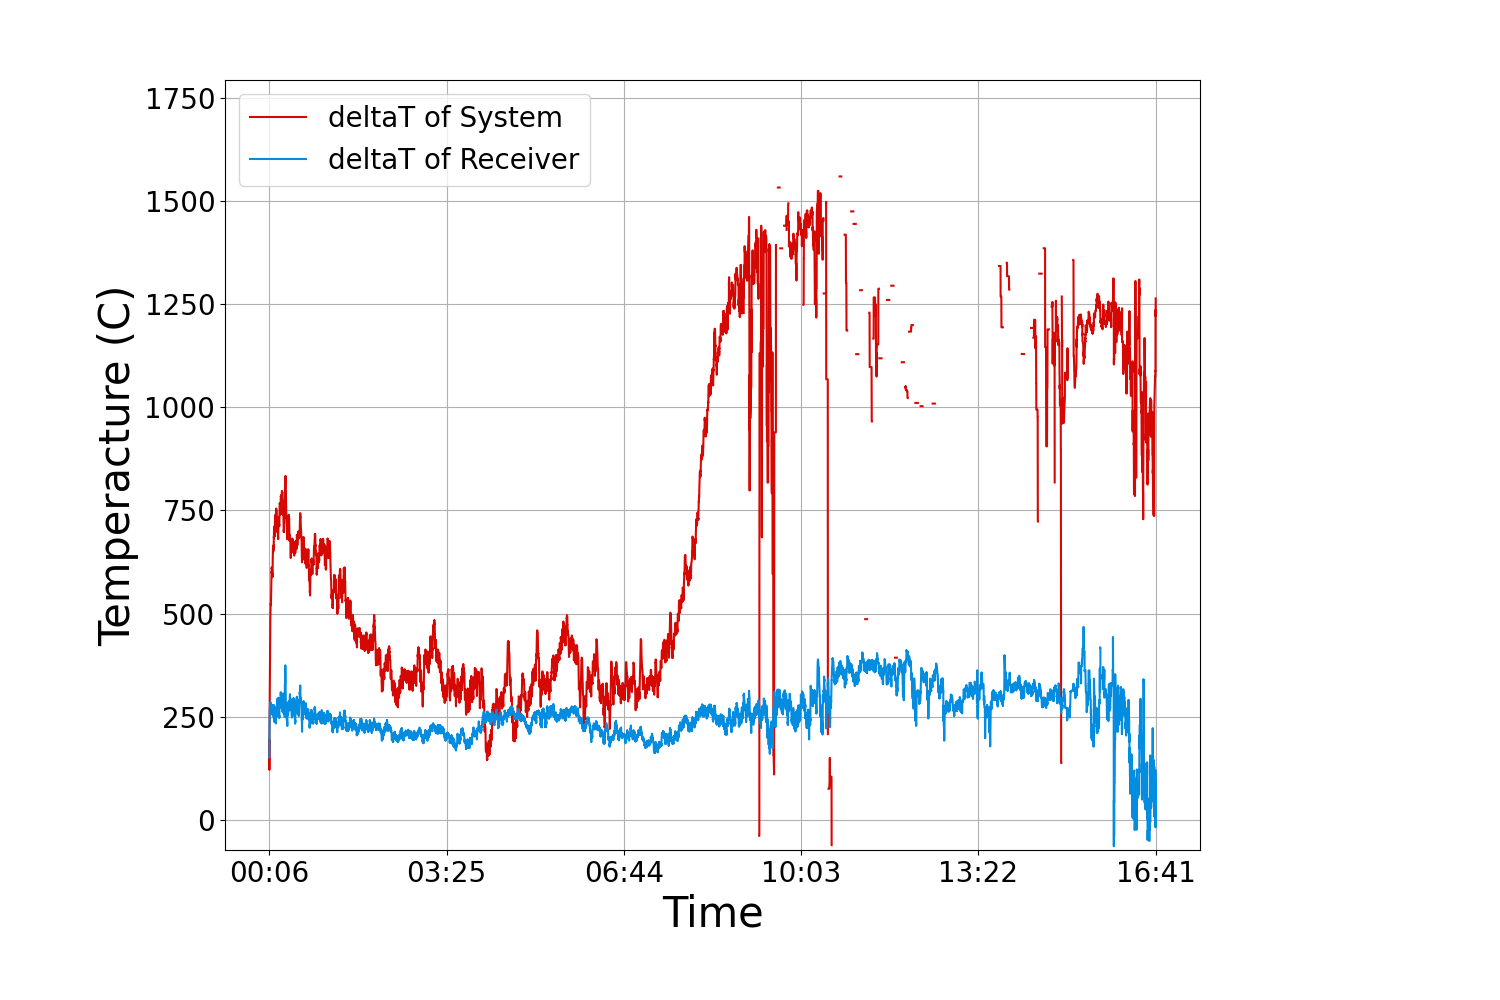 deltaT of System
deltaT of Receiver
1750
1500
1250
1000
750
500
250
0
Temperacture (C)
00:06 03:25 06:44 10:03 13:22 16:41
Time